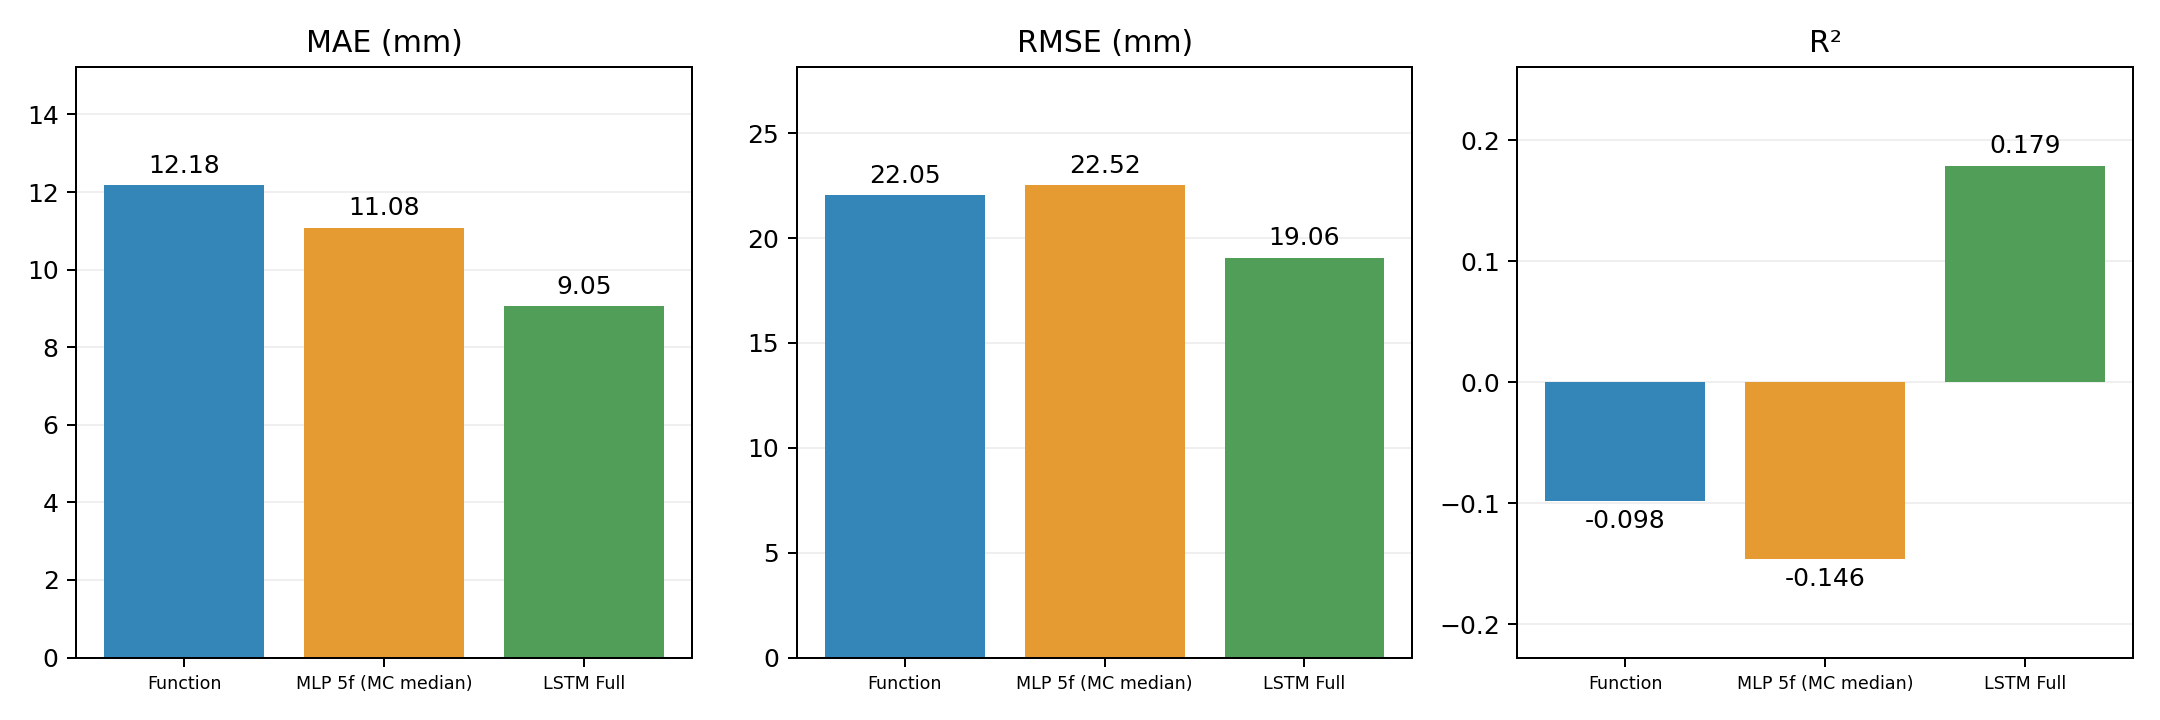 MAE (mm)
14
12
10
8
6
4
2
0
12.18
11.08
9.05
Function
MLP 5f (MC median)
LSTM Full
RMSE (mm)
25
20
15
10
5
0
22.05
22.52
19.06
Function
MLP 5f (MC median)
LSTM Full
R²
0.2
0.1
0.0
−0.1
−0.2
-0.098
-0.146
0.179
Function
MLP 5f (MC median)
LSTM Full